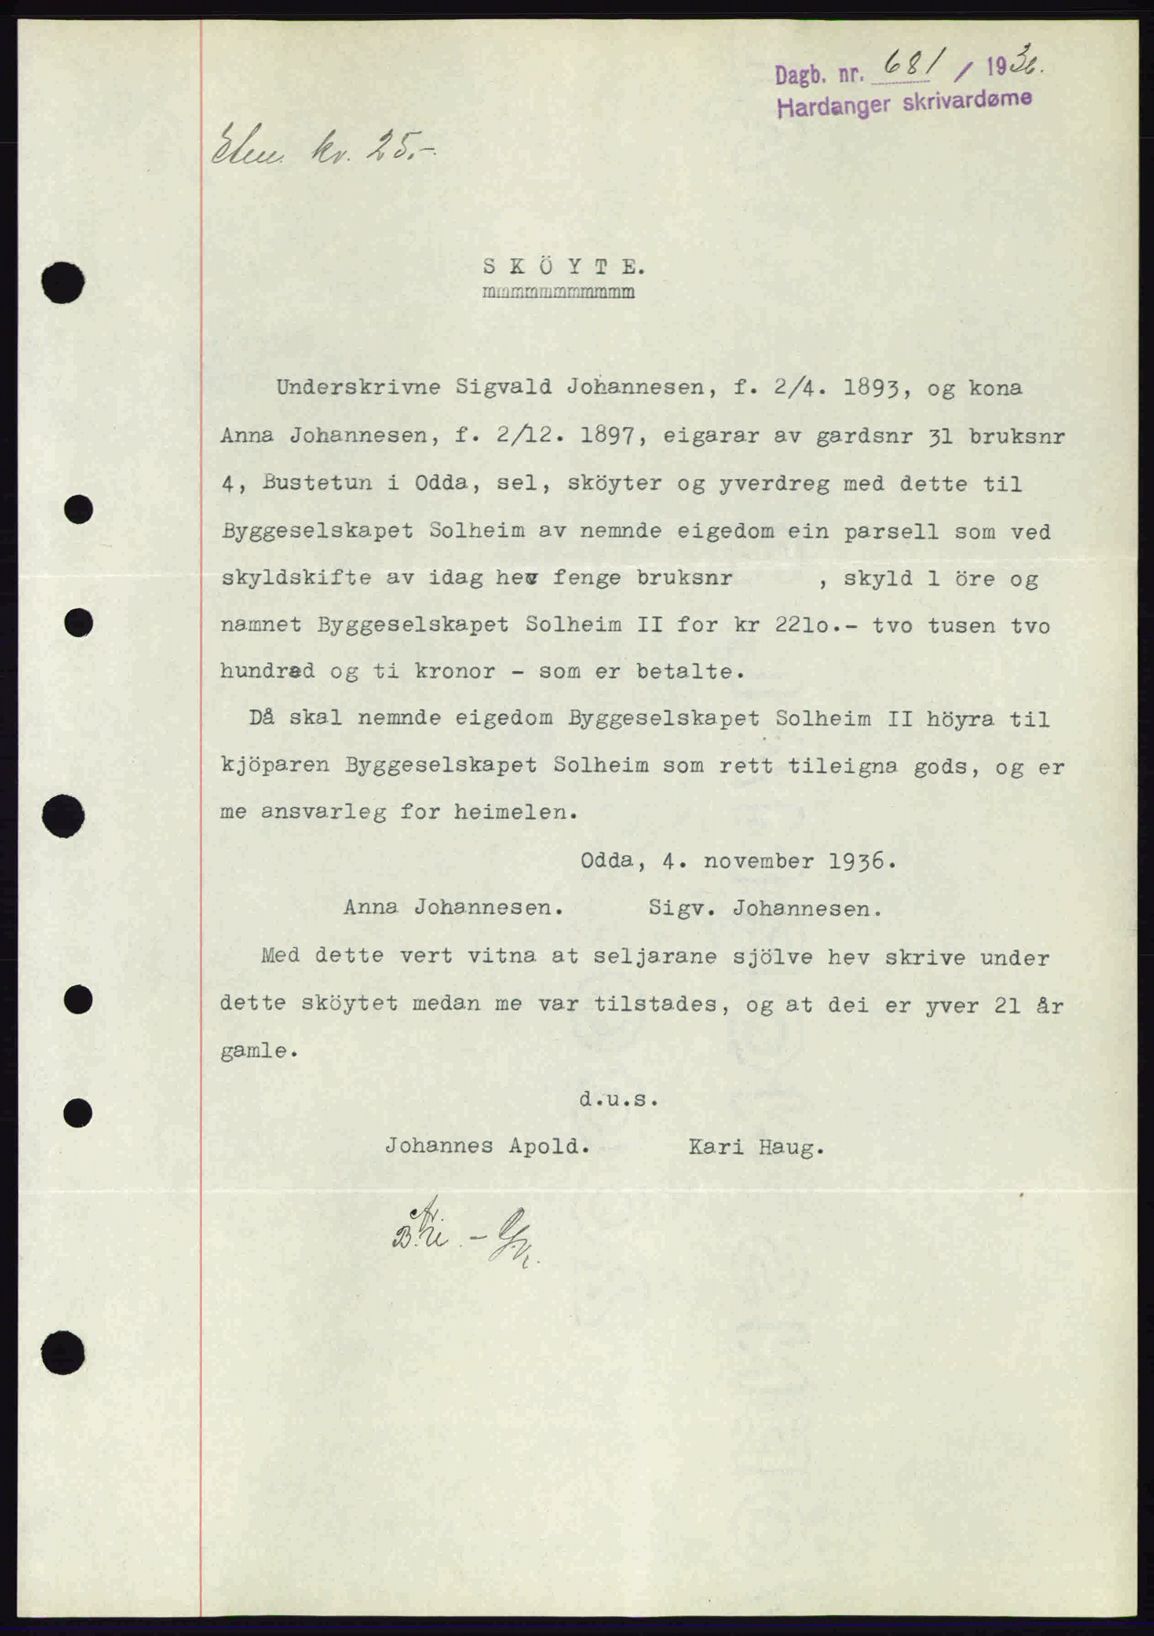 Dagb. nr. 681 / 1936.
Hardanger skrivardøme
Stem. kr. 25.-
S K Ö Y T E.
mmmmmmmmmmm
Underskrivne Sigvald Johannesen, f. 2/4. 1893, og kona
Anna Johannesen, f. 2/12. 1897, eigarar av gardsnr 31 bruksnr
4, Bustetun i Odda, sel, sköyter og yverdreg med dette til
Byggeselskapet Solheim av nemnde eigedom ein parsell som ved
skyldskifte av idag hev fenge bruksnr , skyld 1 öre og
namnet Byggeselskapet Solheim II for kr 221o.- tvo tusen tvo
hundrad og ti kronor - som er betalte.
Då skal nemnde eigedom Byggeselskapet Solheim II höyra til
kjöparen Byggeselskapet Solheim som rett tileigna gods, og er
me ansvarleg for heimelen.
Odda, 4. november 1936.
Anna Johannesen. Sigv. Johannesen.
Med dette vert vitna at seljarane sjölve hev skrive under
dette sköytet medan me var tilstades, og at dei er yver 21 år
gamle.
d.u.s.
Johannes Apold. Kari Haug.